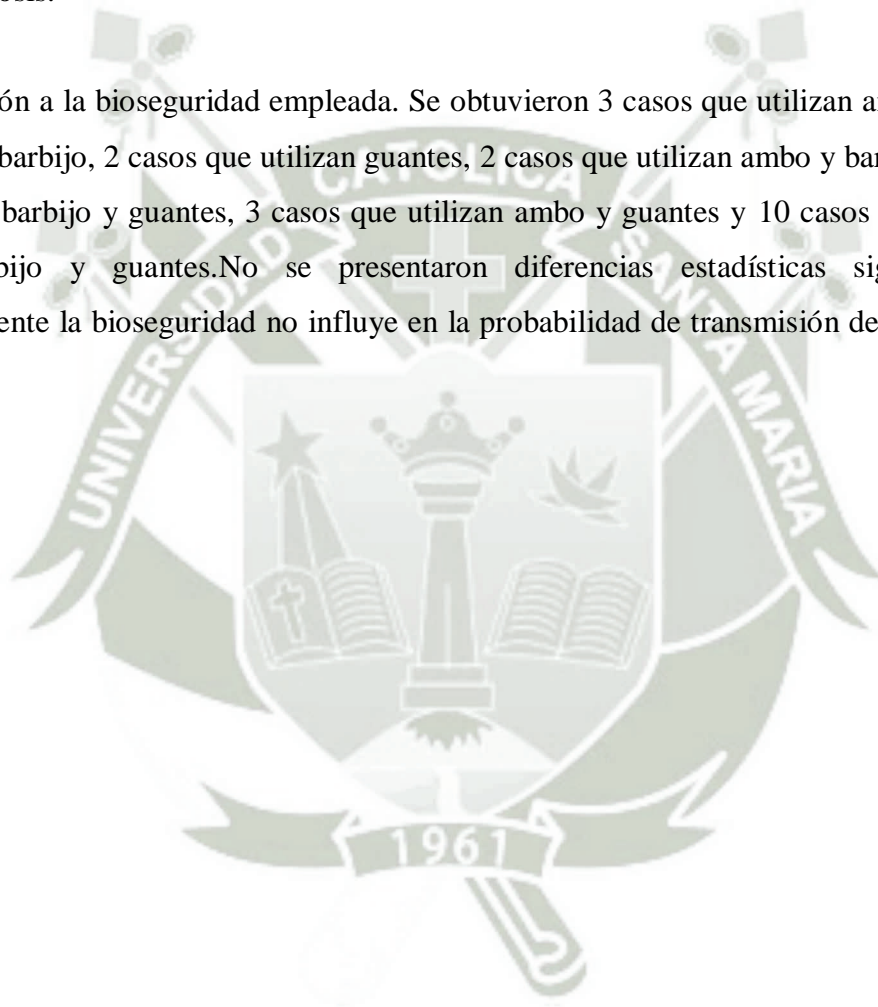 ón a la bioseguridad empleada. Se obtuvieron 3 casos que utilizan
barbijo, 2 casos que utilizan guantes, 2 casos que utilizan ambo y
barbijo y guantes, 3 casos que utilizan ambo y guantes y 10 casos
bijo y guantes.No se presentaron diferencias estadísticas
ente la bioseguridad no influye en la probabilidad de transmisión de
UNIVERSIDAD CATOLICA SANTA MARIA
1961